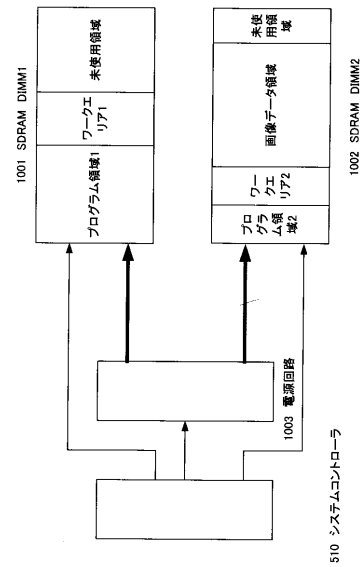 1001 SDRAM DIMM1
プログラム領域1
ワークエ
リア1
未使用領域
1002 SDRAM DIMM2
プロ
グラ
ム領
域2
ワー
クエ
リア2
画像データ領域
未使用領
域
1003 電源回路
510 システムコントローラ